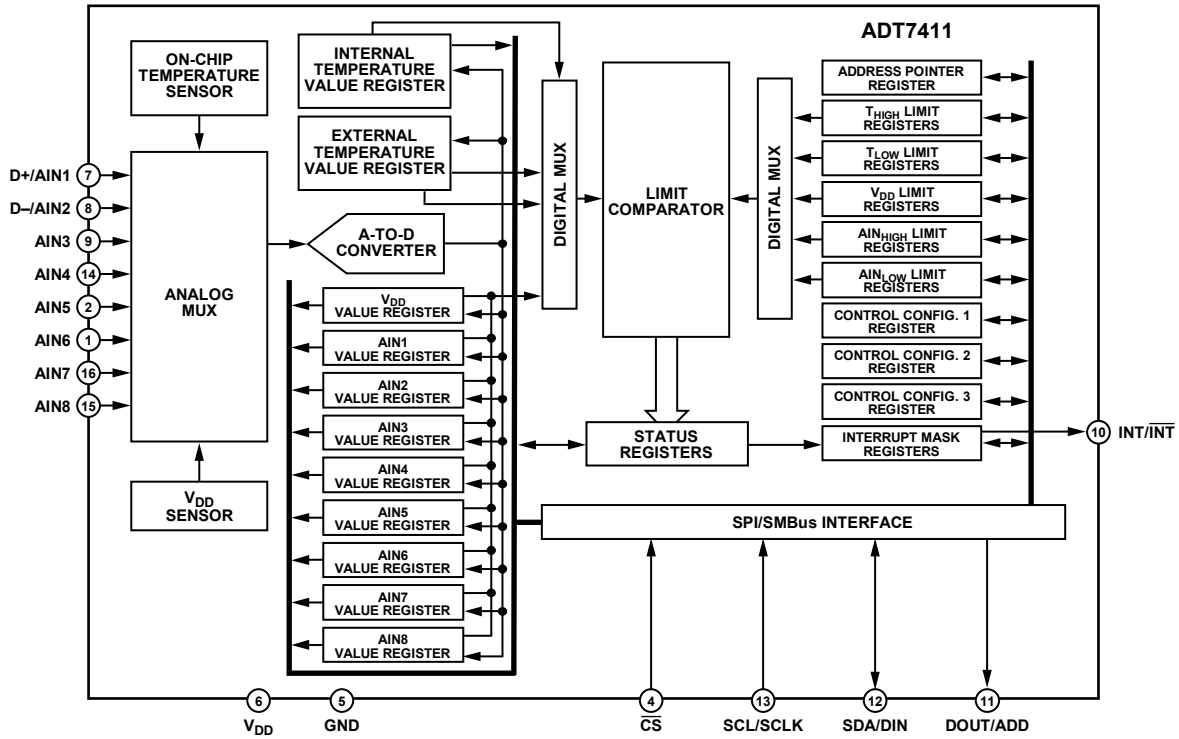 ADT7411
ON-CHIP
TEMPERATURE
SENSOR
INTERNAL
TEMPERATURE
VALUE REGISTER
EXTERNAL
TEMPERATURE
VALUE REGISTER
A-TO-D
CONVERTER
ANALOG
MUX
VDD
SENSOR
D+/AIN1 7
D–/AIN2 8
AIN3 9
AIN4 14
AIN5 2
AIN6 1
AIN7 16
AIN8 15
VDD
VALUE REGISTER
AIN1
VALUE REGISTER
AIN2
VALUE REGISTER
AIN3
VALUE REGISTER
AIN4
VALUE REGISTER
AIN5
VALUE REGISTER
AIN6
VALUE REGISTER
AIN7
VALUE REGISTER
AIN8
VALUE REGISTER
DIGITAL MUX
LIMIT
COMPARATOR
DIGITAL MUX
ADDRESS POINTER
REGISTER
THIGH LIMIT
REGISTERS
TLOW LIMIT
REGISTERS
VDD LIMIT
REGISTERS
AINHIGH LIMIT
REGISTERS
AINLOW LIMIT
REGISTERS
CONTROL CONFIG. 1
REGISTER
CONTROL CONFIG. 2
REGISTER
CONTROL CONFIG. 3
REGISTER
INTERRUPT MASK
REGISTERS
STATUS
REGISTERS
10 INT/I̅N̅T̅
SPI/SMBus INTERFACE
6
VDD
5
GND
4
C̅S̅
13
SCL/SCLK
12
SDA/DIN
11
DOUT/ADD